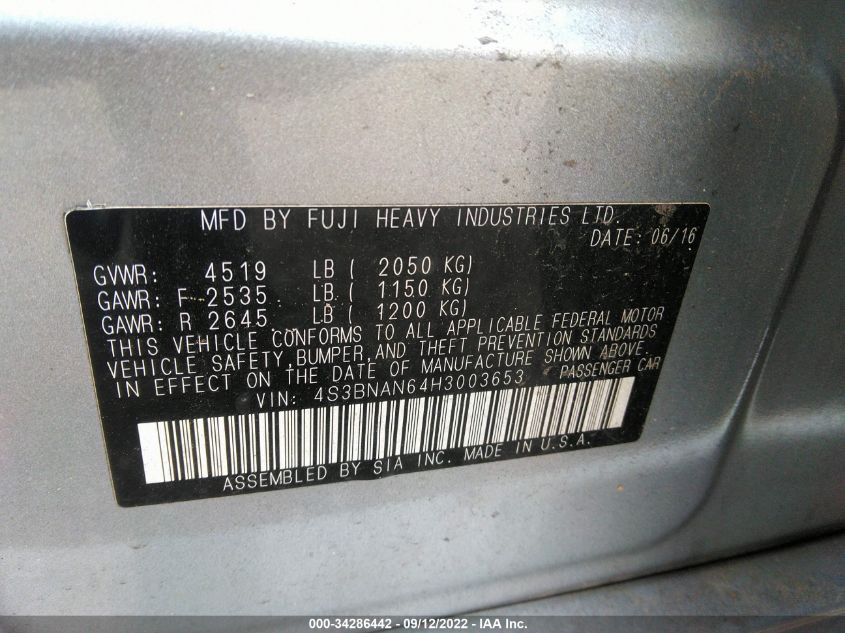 MFD BY FUJI HEAVY INDUSTRIES LTD.
DATE: 06/16
GVWR: 4519 LB ( 2050 KG)
GAWR: F 2535 LB ( 1150 KG)
GAWR: R 2645 LB ( 1200 KG)
THIS VEHICLE CONFORMS TO ALL APPLICABLE FEDERAL MOTOR
VEHICLE SAFETY, BUMPER, AND THEFT PREVENTION STANDARDS
IN EFFECT ON THE DATE OF MANUFACTURE SHOWN ABOVE.
VIN: 4S3BNAN64H3003653 PASSENGER CAR
ASSEMBLED BY SIA INC. MADE IN U.S.A.
000-34286442 - 09/12/2022 - IAA Inc.